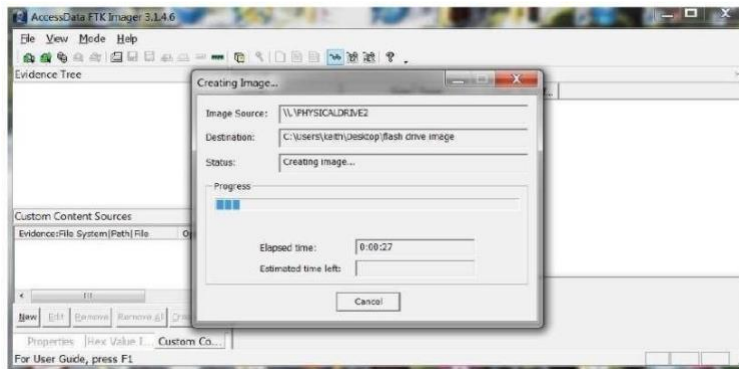 AccessData FTK Imager 3.1.4.6
File View Mode Help
Evidence Tree
Creating Image...
Image Source: \\.\PHYSICALDRIVE2
Destination: C:\Users\keith\Desktop\flash drive image
Status: Creating image...
Progress
Custom Content Sources
Evidence:File System|Path|File
Elapsed time: 0:00:27
Estimated time left:
Cancel
New Edit Remove Remove All
Properties Hex Value I... Custom Co...
For User Guide, press F1